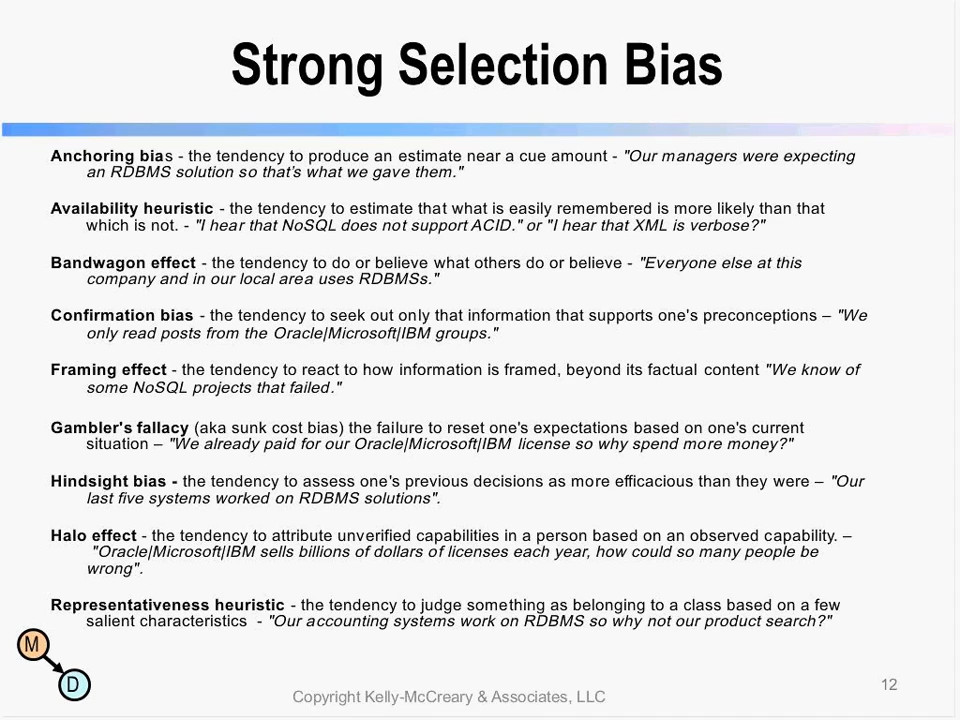 Strong Selection Bias
Anchoring bias - the tendency to produce an estimate near a cue amount - "Our managers were expecting
an RDBMS solution so that's what we gave them."
Availability heuristic - the tendency to estimate that what is easily remembered is more likely than that
which is not. - "I hear that NoSQL does not support ACID." or "I hear that XML is verbose?"
Bandwagon effect - the tendency to do or believe what others do or believe - "Everyone else at this
company and in our local area uses RDBMSs."
Confirmation bias - the tendency to seek out only that information that supports one's preconceptions – "We
only read posts from the Oracle|Microsoft|IBM groups."
Framing effect - the tendency to react to how information is framed, beyond its factual content "We know of
some NoSQL projects that failed."
Gambler's fallacy (aka sunk cost bias) the failure to reset one's expectations based on one's current
situation – "We already paid for our Oracle|Microsoft|IBM license so why spend more money?"
Hindsight bias - the tendency to assess one's previous decisions as more efficacious than they were – "Our
last five systems worked on RDBMS solutions".
Halo effect - the tendency to attribute unverified capabilities in a person based on an observed capability. –
"Oracle|Microsoft|IBM sells billions of dollars of licenses each year, how could so many people be
wrong".
Representativeness heuristic - the tendency to judge something as belonging to a class based on a few
salient characteristics - "Our accounting systems work on RDBMS so why not our product search?"
M
D
Copyright Kelly-McCreary & Associates, LLC
12